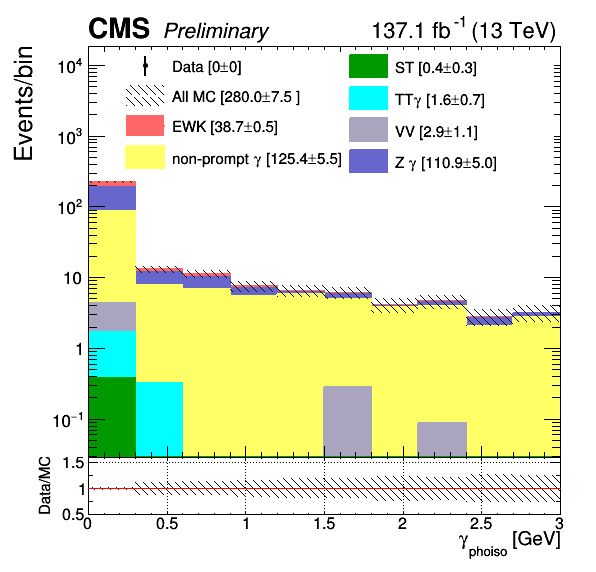 CMS Preliminary 137.1 fb⁻¹ (13 TeV)
Events/bin
10⁴
10³
10²
10
1
10⁻¹
Data [0±0]
All MC [280.0±7.5 ]
EWK [38.7±0.5]
non-prompt γ [125.4±5.5]
ST [0.4±0.3]
TTγ [1.6±0.7]
VV [2.9±1.1]
Z γ [110.9±5.0]
Data/MC
1.5
1
0.5
0 0.5 1 1.5 2 2.5 3
γ_phoiso [GeV]